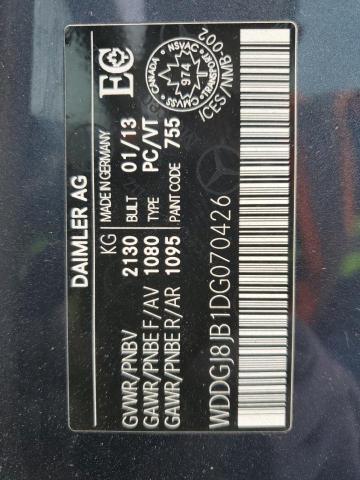 DAIMLER AG
MADE IN GERMANY
EC
KG
GVWR/PNBV 2130 BUILT 01/13
GAWR/PNBE F/AV 1080 TYPE PC/VT
GAWR/PNBE R/AR 1095 PAINT CODE 755
CANADA
NSVAC
974
TRANSPORT
CMVSS
ICES/NMB-002
WDDGJ8JB1DG070426